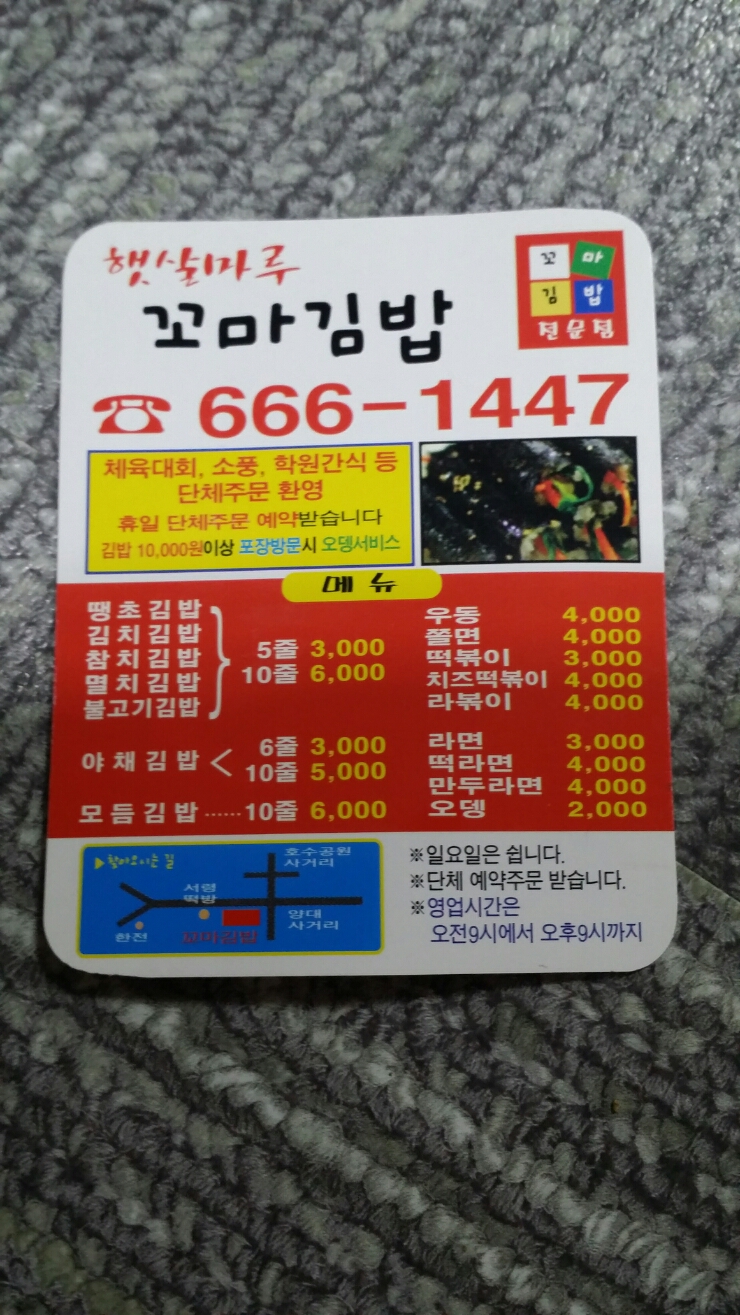 햇살마루
꼬마김밥
꼬마
김밥
전문점
☎ 666-1447
체육대회, 소풍, 학원간식 등
단체주문 환영
휴일 단체주문 예약받습니다
김밥 10,000원이상 포장방문시 오뎅서비스
메뉴
땡초김밥
김치김밥
참치김밥
멸치김밥
불고기김밥
5줄 3,000
10줄 6,000
야채김밥 < 6줄 3,000
10줄 5,000
모듬김밥 ······10줄 6,000
우동 4,000
쫄면 4,000
떡볶이 3,000
치즈떡볶이 4,000
라볶이 4,000
라면 3,000
떡라면 4,000
만두라면 4,000
오뎅 2,000
▶찾아오시는 길
호수공원
사거리
서령
떡방
양대
사거리
한전
꼬마김밥
※일요일은 쉽니다.
※단체 예약주문 받습니다.
※영업시간은
오전9시에서 오후9시까지